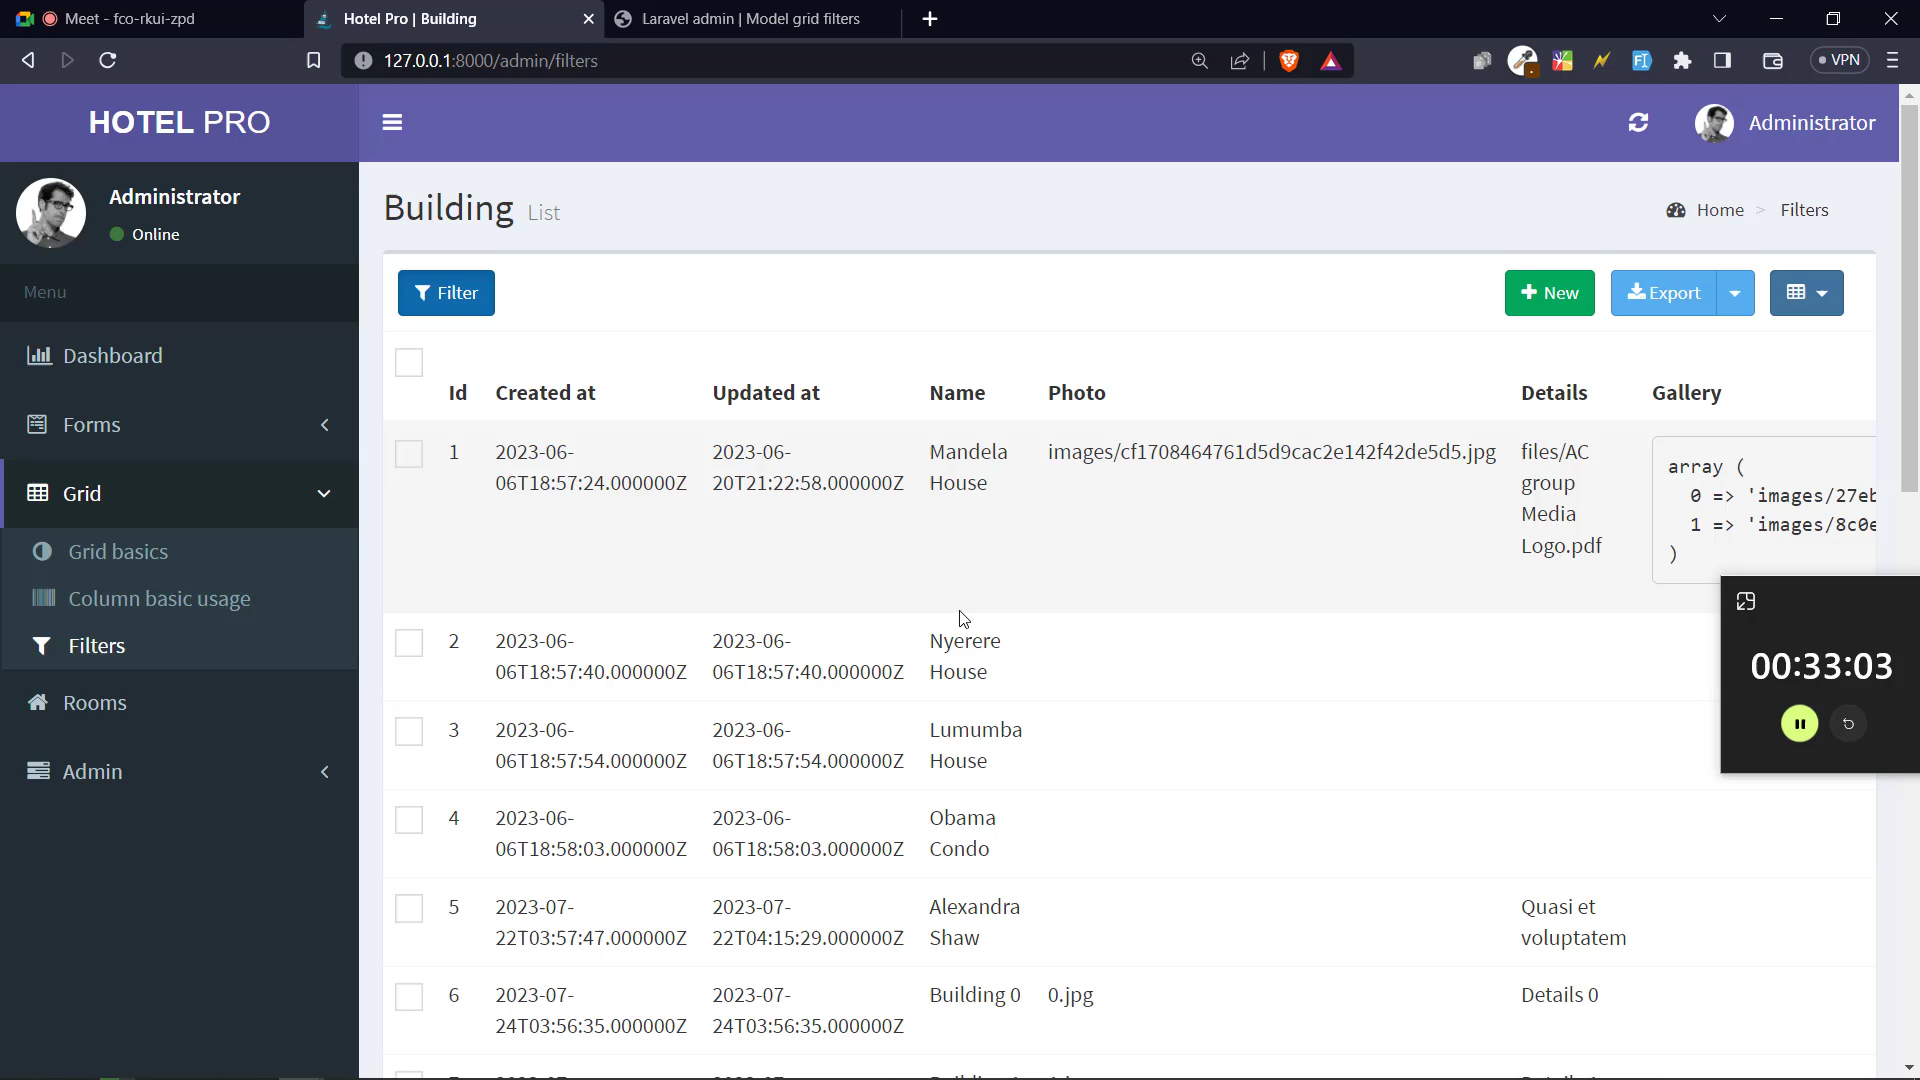 Meet - fco-rkui-zpd
Hotel Pro | Building
Laravel admin | Model grid filters
127.0.0.1:8000/admin/filters
VPN
HOTEL PRO
Administrator
Administrator
Online
Menu
Dashboard
Forms
Grid
Grid basics
Column basic usage
Filters
Rooms
Admin
Building List
Home > Filters
Filter
New
Export
Id Created at Updated at Name Photo Details Gallery
1 2023-06-06T18:57:24.000000Z 2023-06-20T21:22:58.000000Z Mandela House images/cf1708464761d5d9cac2e142f42de5d5.jpg files/AC group Media Logo.pdf
array (
0 => 'images/27eb
1 => 'images/8c0e
)
2 2023-06-06T18:57:40.000000Z 2023-06-06T18:57:40.000000Z Nyerere House
3 2023-06-06T18:57:54.000000Z 2023-06-06T18:57:54.000000Z Lumumba House
4 2023-06-06T18:58:03.000000Z 2023-06-06T18:58:03.000000Z Obama Condo
5 2023-07-22T03:57:47.000000Z 2023-07-22T04:15:29.000000Z Alexandra Shaw Quasi et voluptatem
6 2023-07-24T03:56:35.000000Z 2023-07-24T03:56:35.000000Z Building 0 0.jpg Details 0
00:33:03